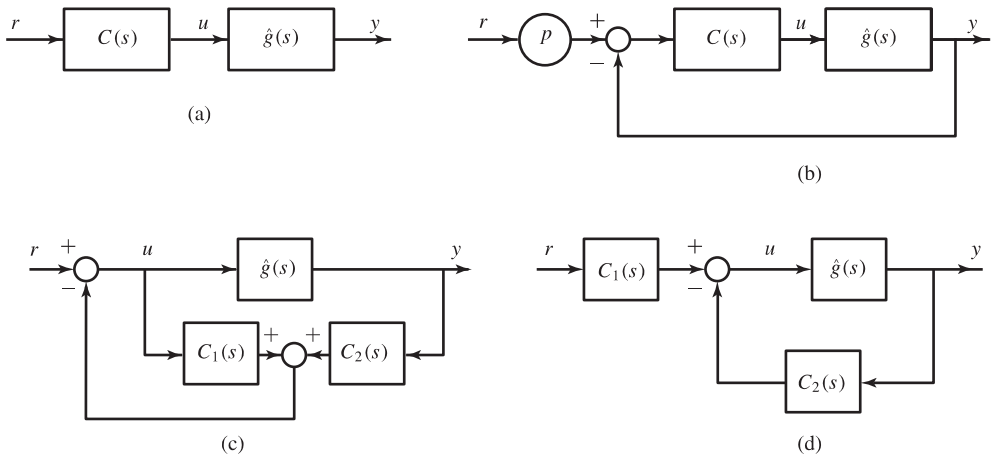 r
C(s)
u
ĝ(s)
y
(a)
r
p
+
−
C(s)
u
ĝ(s)
y
(b)
r
+
−
u
ĝ(s)
y
C₁(s)
+
+
C₂(s)
(c)
r
C₁(s)
+
−
u
ĝ(s)
y
C₂(s)
(d)